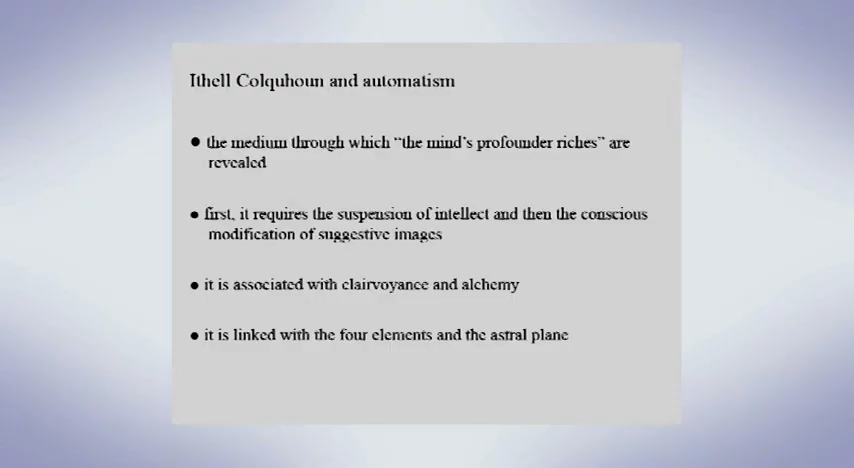 Ithell Colquhoun and automatism
● the medium through which “the mind’s profounder riches” are
revealed
● first, it requires the suspension of intellect and then the conscious
modification of suggestive images
● it is associated with clairvoyance and alchemy
● it is linked with the four elements and the astral plane